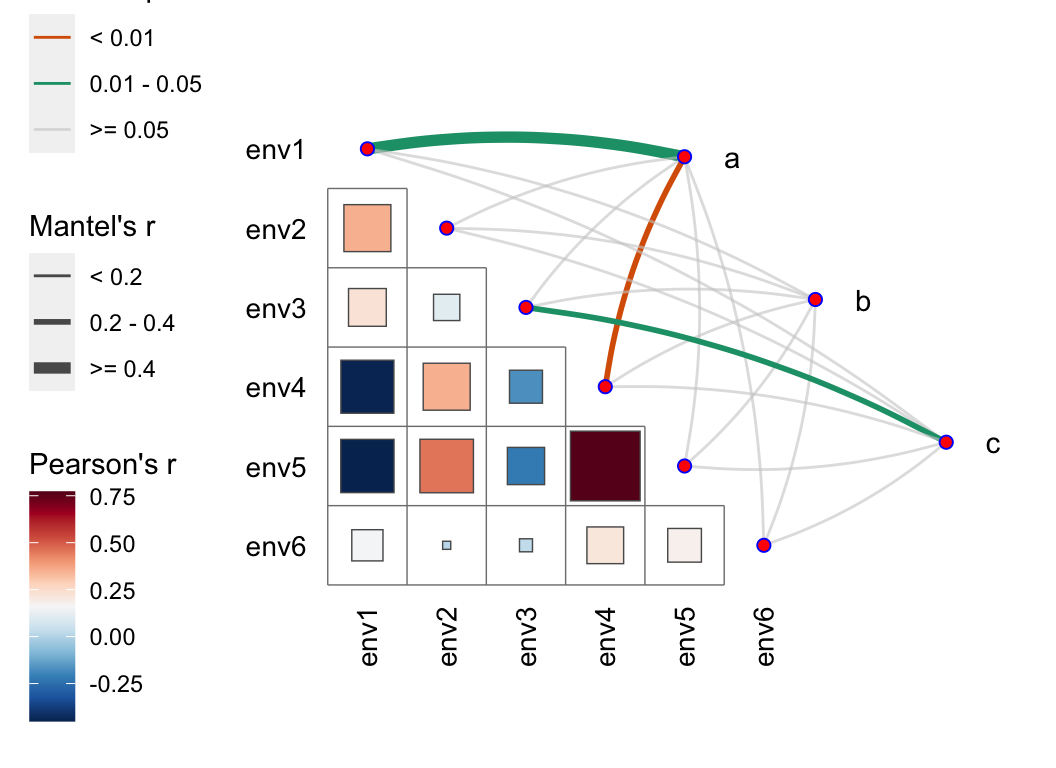 < 0.01
0.01 - 0.05
>= 0.05
Mantel's r
< 0.2
0.2 - 0.4
>= 0.4
Pearson's r
0.75
0.50
0.25
0.00
-0.25
env1
env2
env3
env4
env5
env6
a
b
c
env1
env2
env3
env4
env5
env6